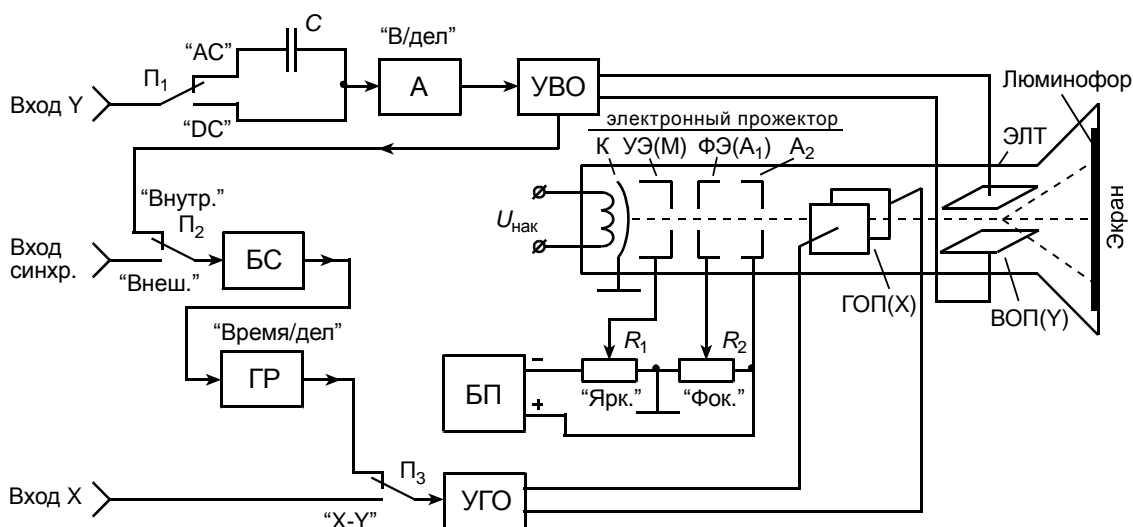 “В/дел”
“AC”
C
П1
А
УВО
Вход Y
“DC”
Люминофор
электронный прожектор
К УЭ(М) ФЭ(А1) А2
ЭЛТ
“Внутр.”
П2
Uнак
Экран
Вход
синхр.
БС
“Внеш.”
ГОП(X)
ВОП(Y)
“Время/дел”
ГР
R1
R2
–
+
БП
“Ярк.”
“Фок.”
П3
Вход X
УГО
“X-Y”